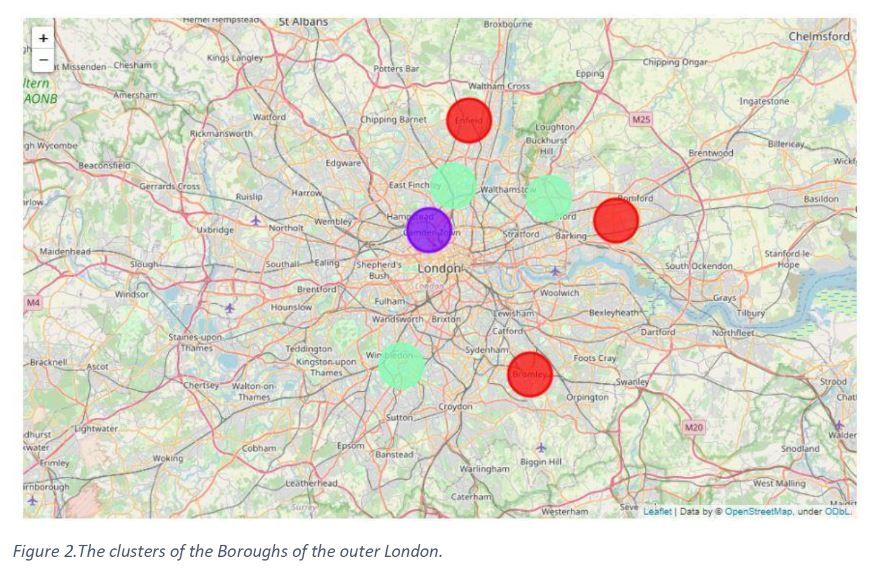 +
−
Hemel Hempstead
St Albans
Broxbourne
Chelmsford
Kings Langley
Chipping Ongar
Chesham
Potters Bar
Epping
Amersham
Waltham Cross
AONB
Ingatestone
Watford
Chipping Barnet
Enfield
M25
Loughton
Rickmansworth
Buckhurst
Hill
Billericay
Brentwood
Edgware
Beaconsfield
Gerrards Cross
East Finch
Walthamstow
Romford
Ruislip
Harrow
Basildon
Hampstead
Wembley
Uxbridge
Northolt
Camden Town
Stratford
Barking
Maidenhead
Slough
Southall
Ealing
Shepherd's
Bush
London
South Ockendon
Stanford-le-
Hope
M4
Windsor
Brentford
London
Woolwich
Grays
Hounslow
Fulham
Tilbury
Wandsworth
Brixton
Lewisham
Bexleyheath
Catford
Dartford
Northfleet
Staines-upon
Thames
Teddington
Sydenham
Foots Cray
Bracknell
Ascot
Kingston upon
Thames
Wimbledon
Bromley
Swanley
Strood
Chertsey
Walton-on
Thames
Orpington
Croydon
Sutton
Lightwater
M20
Epsom
Cobham
Banstead
Snodland
Woking
Biggin Hill
Frimley
Warlingham
West Malling
Leatherhead
Caterham
Surrey
Westerham
Seve
Leaflet | Data by © OpenStreetMap, under ODbL.
Figure 2.The clusters of the Boroughs of the outer London.